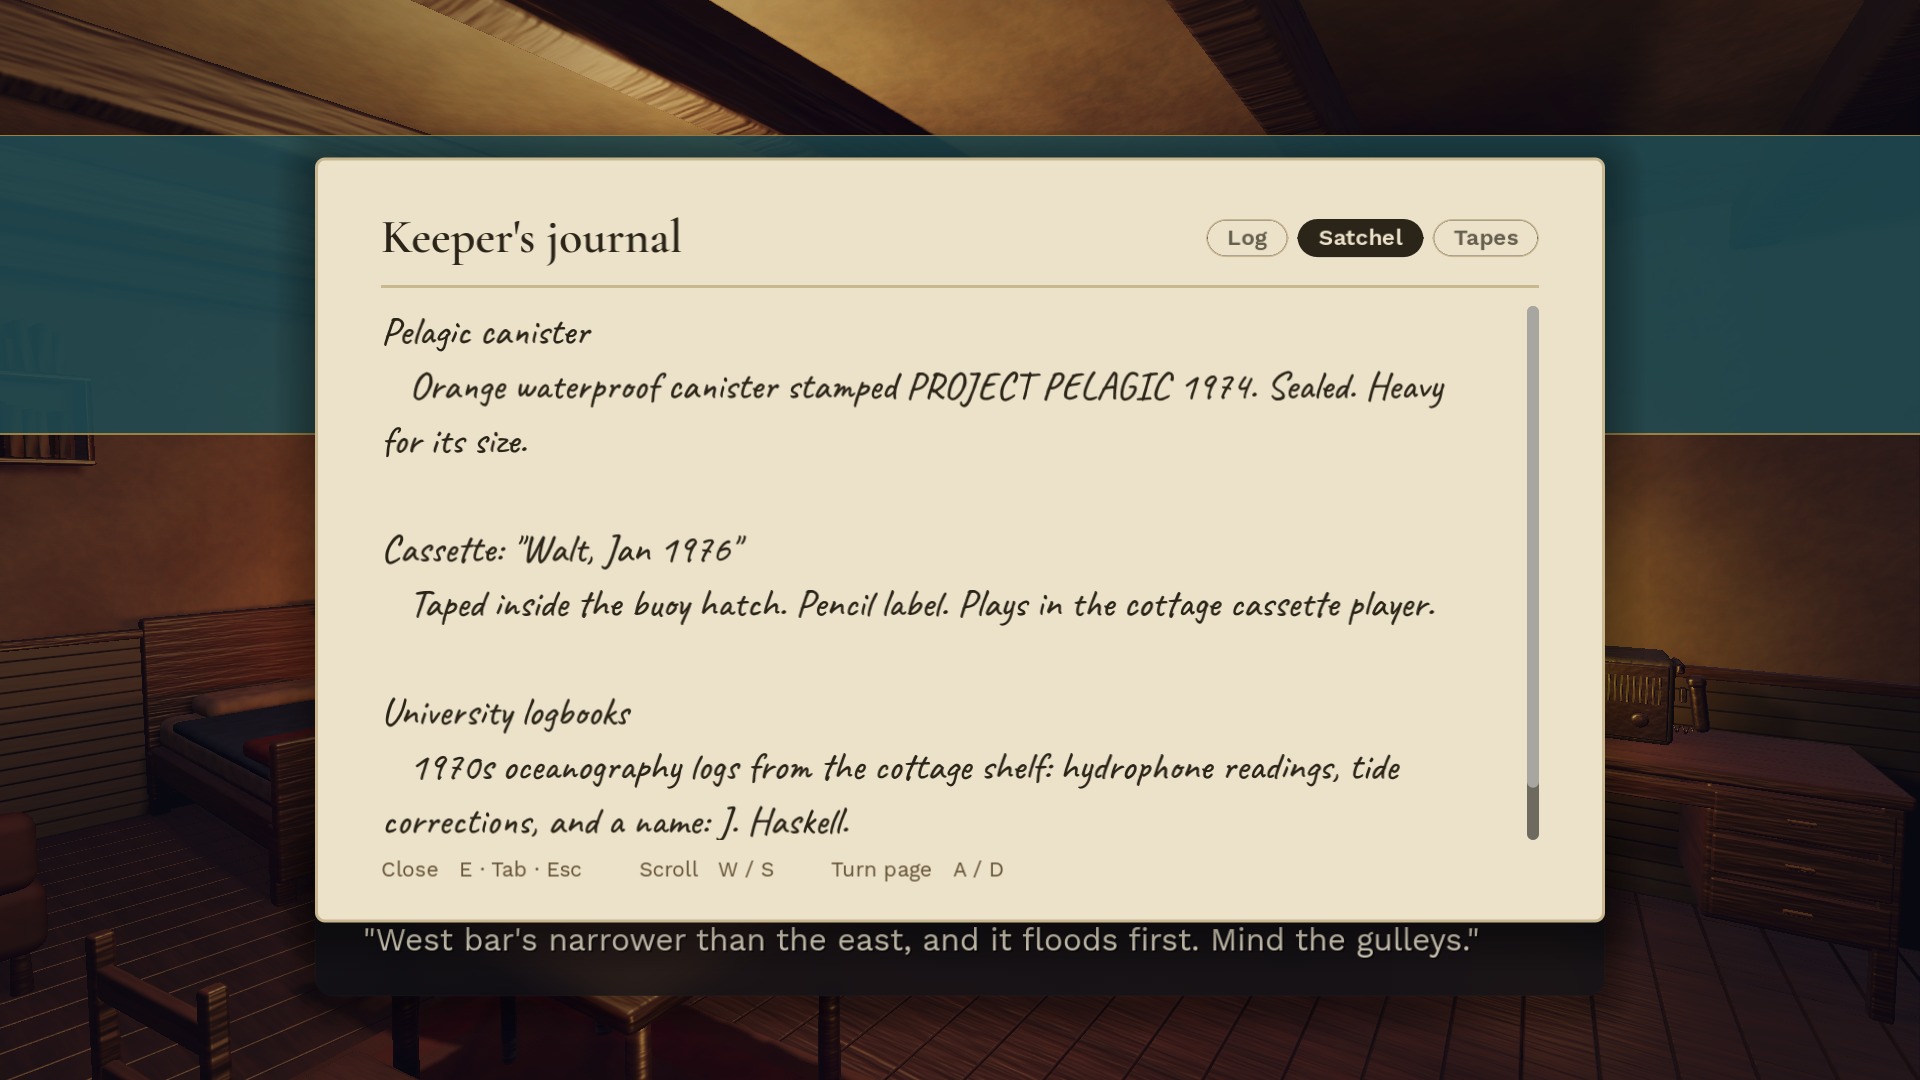 Keeper's journal
Log
Satchel
Tapes
Pelagic canister
Orange waterproof canister stamped PROJECT PELAGIC 1974. Sealed. Heavy
for its size.
Cassette: "Walt, Jan 1976"
Taped inside the buoy hatch. Pencil label. Plays in the cottage cassette player.
University logbooks
1970s oceanography logs from the cottage shelf: hydrophone readings, tide
corrections, and a name: J. Haskell.
Close E · Tab · Esc Scroll W / S Turn page A / D
"West bar's narrower than the east, and it floods first. Mind the gulleys."